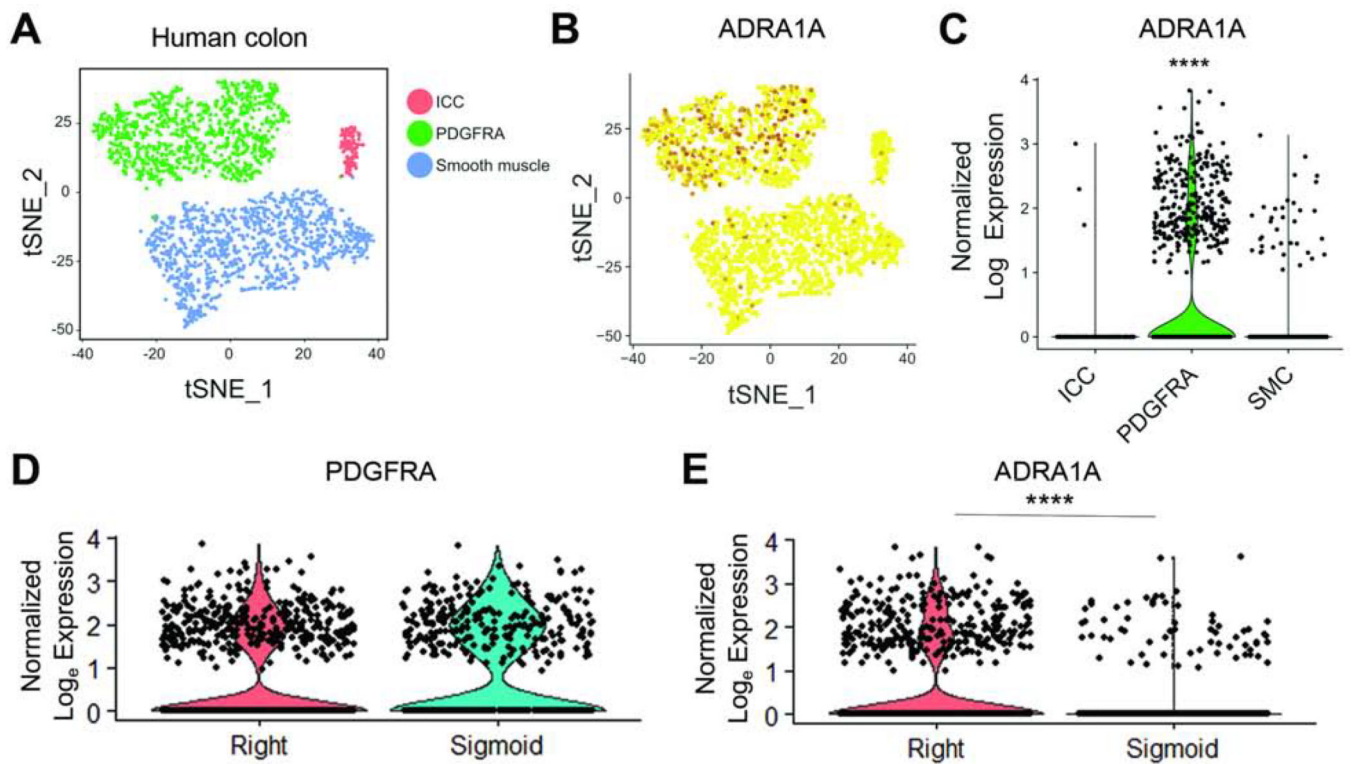 A
Human colon
25
0
-25
-50
-40
-20
0
20
40
tSNE_2
tSNE_1
ICC
PDGFRA
Smooth muscle
B
ADRA1A
25
0
−25
−50
−40
−20
0
20
40
tSNE_2
tSNE_1
C
ADRA1A
****
4
3
2
1
0
Normalized
Log Expression
ICC
PDGFRA
SMC
D
PDGFRA
4
3
2
1
0
Normalized
Logₑ Expression
Right
Sigmoid
E
ADRA1A
****
4
3
2
1
0
Normalized
Logₑ Expression
Right
Sigmoid